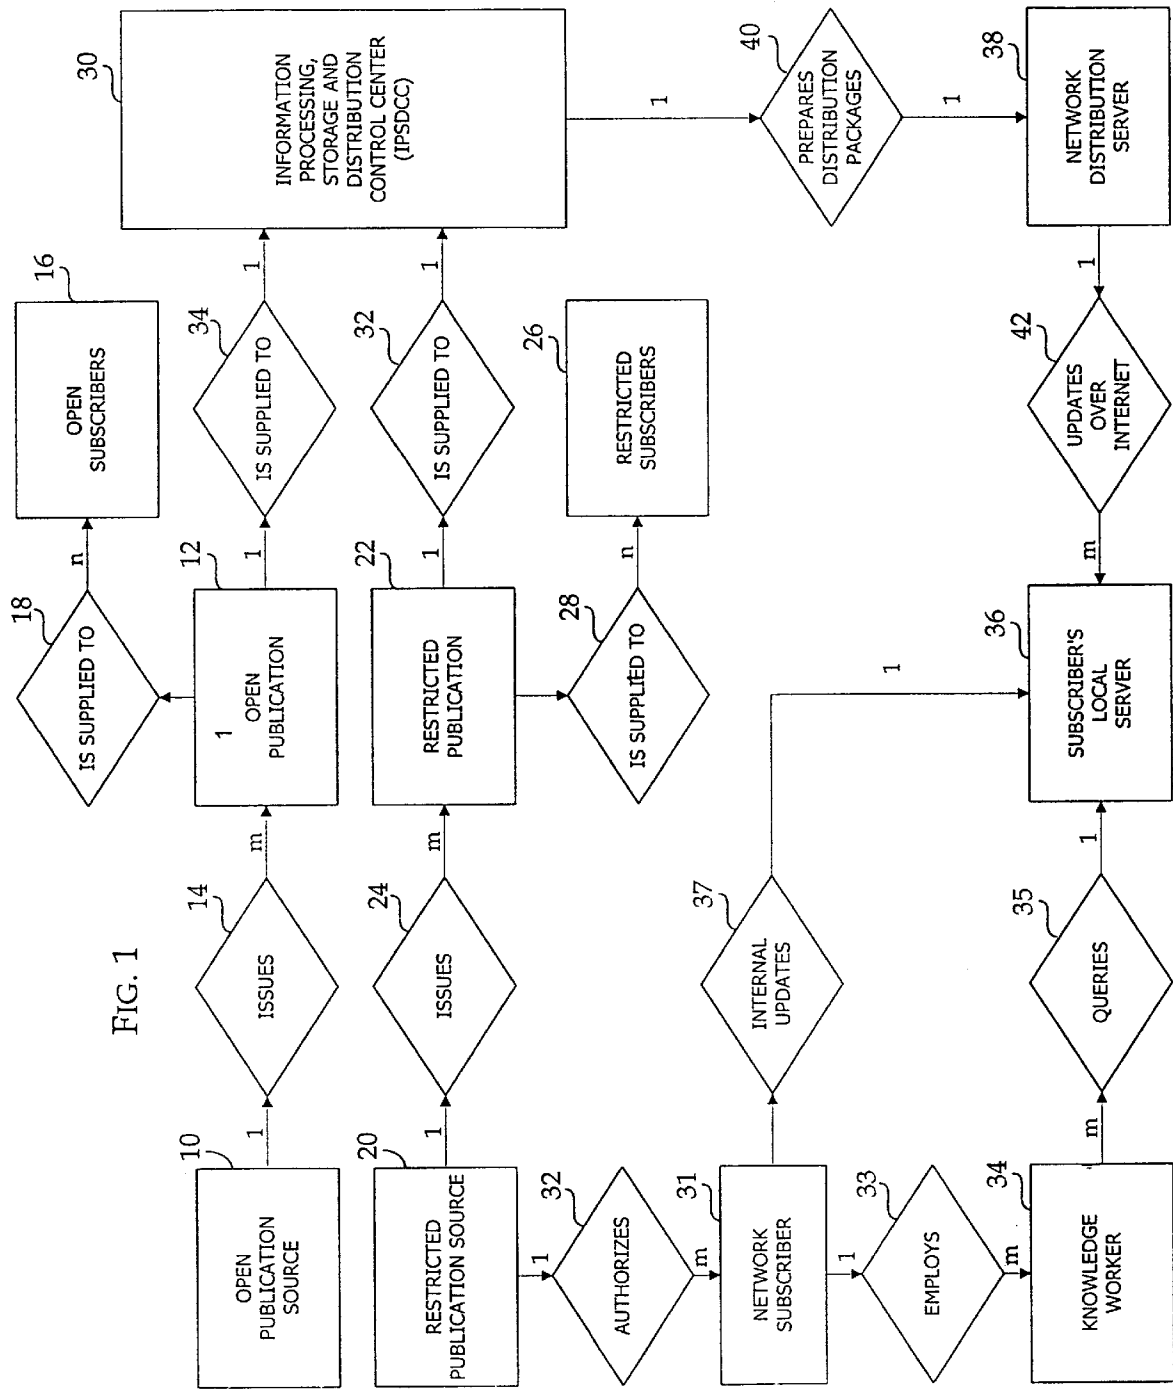 FIG. 1
10
OPEN
PUBLICATION
SOURCE
1
14
ISSUES
m
12
1
OPEN
PUBLICATION
18
IS SUPPLIED TO
n
16
OPEN
SUBSCRIBERS
1
34
IS SUPPLIED TO
1
30
INFORMATION
PROCESSING,
STORAGE AND
DISTRIBUTION
CONTROL CENTER
(IPSDCC)
20
RESTRICTED
PUBLICATION SOURCE
1
24
ISSUES
m
22
RESTRICTED
PUBLICATION
1
32
IS SUPPLIED TO
1
28
IS SUPPLIED TO
n
26
RESTRICTED
SUBSCRIBERS
1
32
AUTHORIZES
m
31
NETWORK
SUBSCRIBER
37
INTERNAL
UPDATES
1
1
33
EMPLOYS
m
34
KNOWLEDGE
WORKER
m
35
QUERIES
1
36
SUBSCRIBER'S
LOCAL
SERVER
m
42
UPDATES
OVER
INTERNET
1
38
NETWORK
DISTRIBUTION
SERVER
1
40
PREPARES
DISTRIBUTION
PACKAGES
1